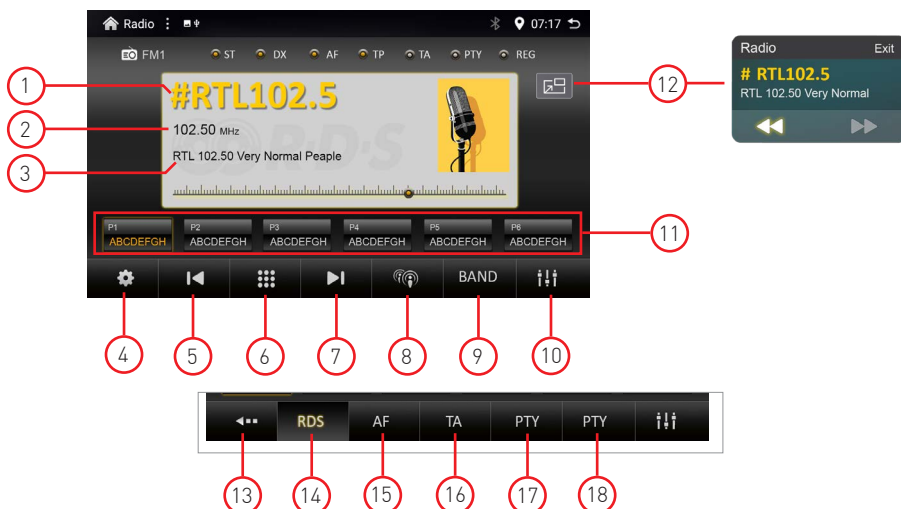 Radio
07:17
FM1 ST DX AF TP TA PTY REG
#RTL102.5
102.50 MHz
RDS
RTL 102.50 Very Normal Peaple
P1 P2 P3 P4 P5 P6
ABCDEFGH ABCDEFGH ABCDEFGH ABCDEFGH ABCDEFGH ABCDEFGH
BAND
1
2
3
4 5 6 7 8 9 10
11
12
Radio Exit
# RTL102.5
RTL 102.50 Very Normal
RDS AF TA PTY PTY
13 14 15 16 17 18